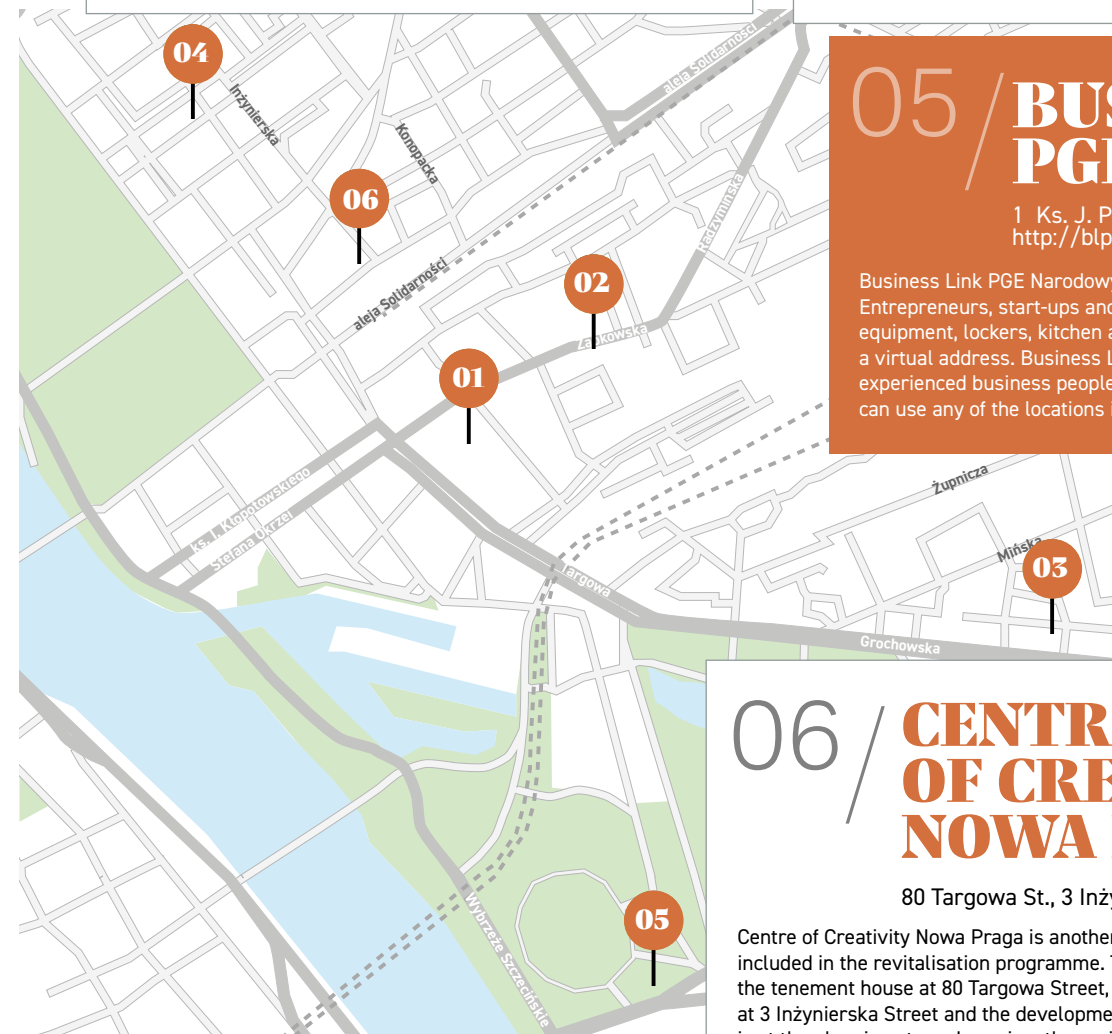 04
Inżynierska
Konopacka
aleja Solidarności
06
aleja Solidarności
Radzymińska
02
Ząbkowska
01
ks. I. Kłopotowskiego
Stefana Okrzei
Targowa
Żupnicza
Mińska
03
Grochowska
05
Wybrzeże Szczecińskie
05
BUS
PGE
1 Ks. J. P
http://blp
Business Link PGE Narodowy
Entrepreneurs, start-ups and
equipment, lockers, kitchen a
a virtual address. Business L
experienced business people
can use any of the locations i
06
CENTR
OF CRE
NOWA
80 Targowa St., 3 Inży
Centre of Creativity Nowa Praga is another
included in the revitalisation programme. T
the tenement house at 80 Targowa Street,
at 3 Inżynierska Street and the developme